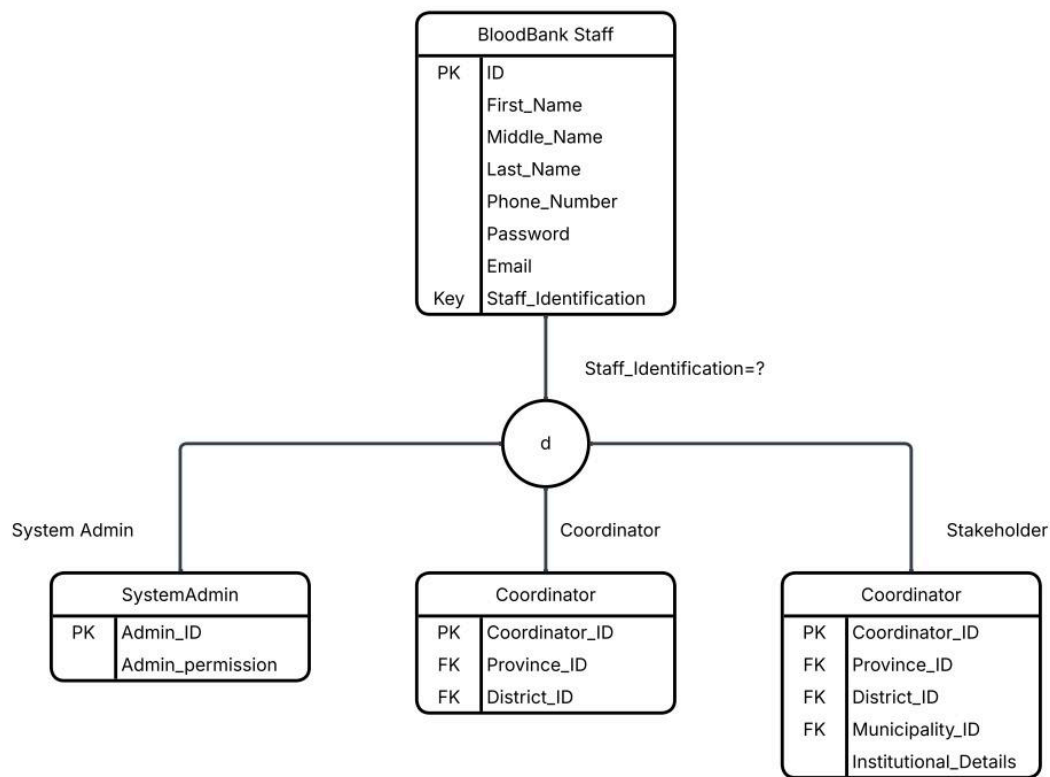 BloodBank Staff
PK ID
First_Name
Middle_Name
Last_Name
Phone_Number
Password
Email
Key Staff_Identification
Staff_Identification=?
d
System Admin
Coordinator
Stakeholder
SystemAdmin
PK Admin_ID
Admin_permission
Coordinator
PK Coordinator_ID
FK Province_ID
FK District_ID
Coordinator
PK Coordinator_ID
FK Province_ID
FK District_ID
FK Municipality_ID
Institutional_Details